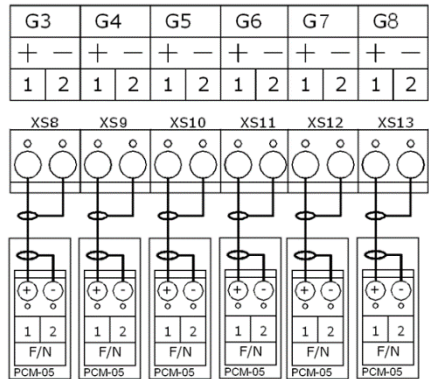 G3 G4 G5 G6 G7 G8
+ — + — + — + — + — + —
1 2 1 2 1 2 1 2 1 2 1 2
XS8 XS9 XS10 XS11 XS12 XS13
+ - + - + - + - + - + -
1 2 1 2 1 2 1 2 1 2 1 2
F/N F/N F/N F/N F/N F/N
PCM-05 PCM-05 PCM-05 PCM-05 PCM-05 PCM-05